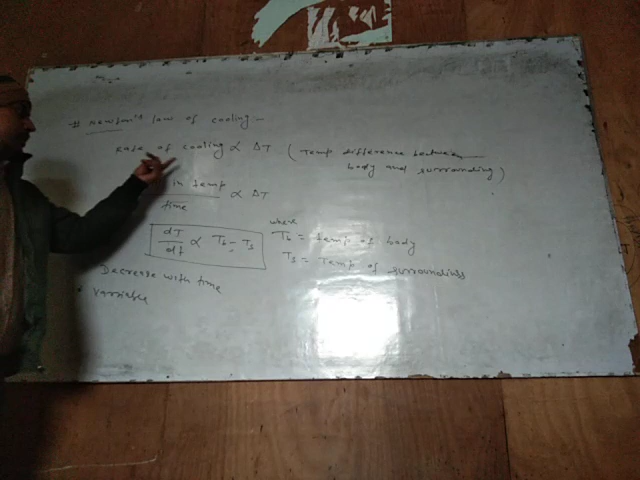 # Newton's law of cooling -
Rate of cooling ∝ ΔT ( Temp difference between
body and surrounding )
in temp / time ∝ ΔT
dT/dt ∝ Tb - Ts
where
Tb = temp of body
Ts = Temp of surroundings
Decrease with time
variable